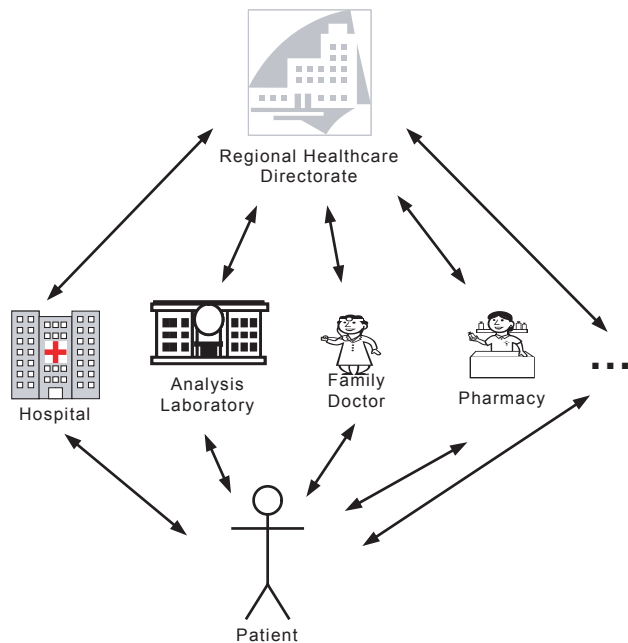 Regional Healthcare
Directorate
Hospital
Analysis
Laboratory
Family
Doctor
Pharmacy
...
Patient